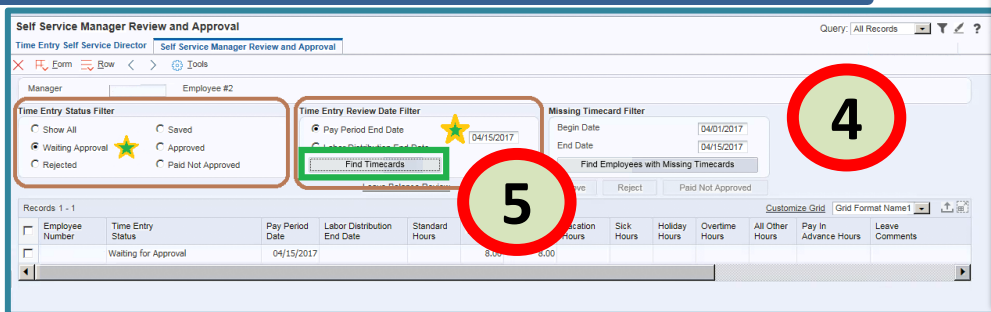 Self Service Manager Review and Approval
Query: All Records
Time Entry Self Service Director Self Service Manager Review and Approval
Form Row Tools
Manager Employee #2
Time Entry Status Filter
Show All Saved
Waiting Approval Approved
Rejected Paid Not Approved
Time Entry Review Date Filter
Pay Period End Date
04/15/2017
Labor Distribution End Date
Find Timecards
Missing Timecard Filter
Begin Date 04/01/2017
End Date 04/15/2017
Find Employees with Missing Timecards
4
5
Reject Paid Not Approved
Records 1 - 1
Customize Grid Grid Format Name1
Employee Number
Time Entry Status
Pay Period Date
Labor Distribution End Date
Standard Hours
Hours
Sick Hours
Holiday Hours
Overtime Hours
All Other Hours
Pay In Advance Hours
Leave Comments
Waiting for Approval 04/15/2017 8.00 8.00